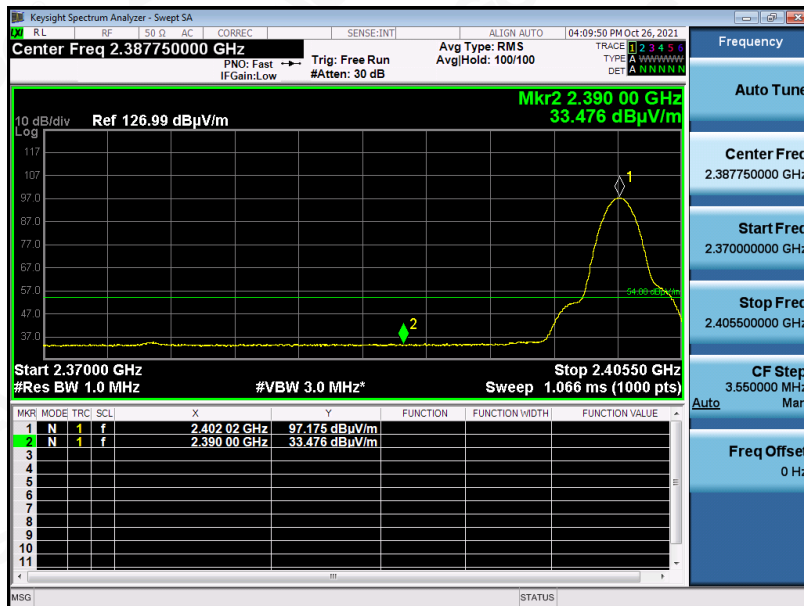 Keysight Spectrum Analyzer - Swept SA
LXI RL RF 50 Ω AC CORREC SENSE:INT ALIGN AUTO 04:09:50 PM Oct 26, 2021
Center Freq 2.387750000 GHz
PNO: Fast
IFGain:Low
Trig: Free Run
#Atten: 30 dB
Avg Type: RMS
Avg|Hold: 100/100
TRACE 1 2 3 4 5 6
TYPE A WWWWW
DET A N N N N N
Mkr2 2.390 00 GHz
33.476 dBµV/m
10 dB/div Ref 126.99 dBµV/m
Log
117
107
97.0
87.0
77.0
67.0
57.0
47.0
37.0
1
2
54.00 dBµV/m
Start 2.37000 GHz Stop 2.40550 GHz
#Res BW 1.0 MHz #VBW 3.0 MHz* Sweep 1.066 ms (1000 pts)
MKR MODE TRC SCL X Y FUNCTION FUNCTION WIDTH FUNCTION VALUE
1 N 1 f 2.402 02 GHz 97.175 dBµV/m
2 N 1 f 2.390 00 GHz 33.476 dBµV/m
3
4
5
6
7
8
9
10
11
MSG STATUS
Frequency
Auto Tune
Center Freq
2.387750000 GHz
Start Freq
2.370000000 GHz
Stop Freq
2.405500000 GHz
CF Step
3.550000 MHz
Auto Man
Freq Offset
0 Hz